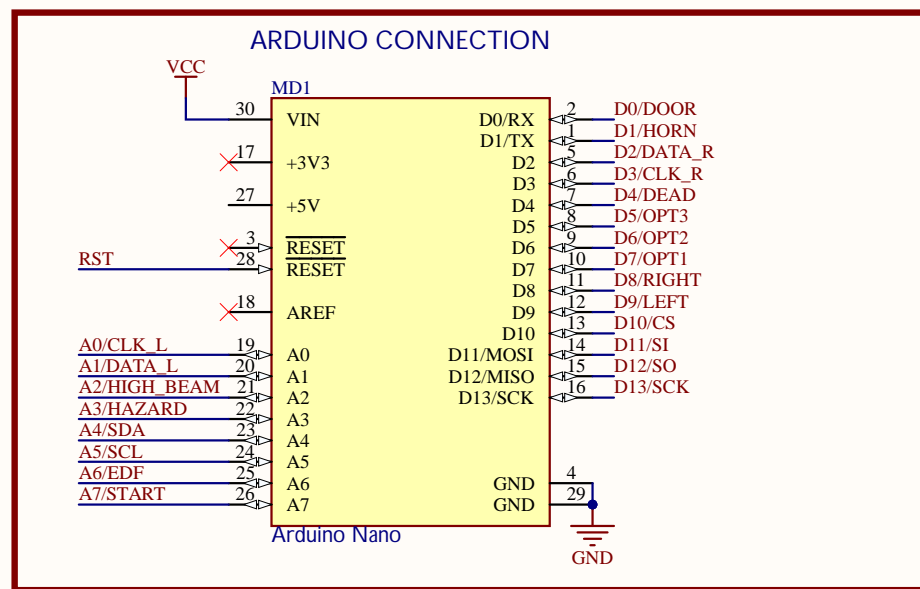 ARDUINO CONNECTION
VCC
MD1
30 VIN
17 +3V3
27 +5V
3 RESET
RST 28 RESET
18 AREF
A0/CLK_L 19 A0
A1/DATA_L 20 A1
A2/HIGH_BEAM 21 A2
A3/HAZARD 22 A3
A4/SDA 23 A4
A5/SCL 24 A5
A6/EDF 25 A6
A7/START 26 A7
D0/RX 2 D0/DOOR
D1/TX 1 D1/HORN
D2 5 D2/DATA_R
D3 6 D3/CLK_R
D4 7 D4/DEAD
D5 8 D5/OPT3
D6 9 D6/OPT2
D7 10 D7/OPT1
D8 11 D8/RIGHT
D9 12 D9/LEFT
D10 13 D10/CS
D11/MOSI 14 D11/SI
D12/MISO 15 D12/SO
D13/SCK 16 D13/SCK
GND 4
GND 29
GND
Arduino Nano